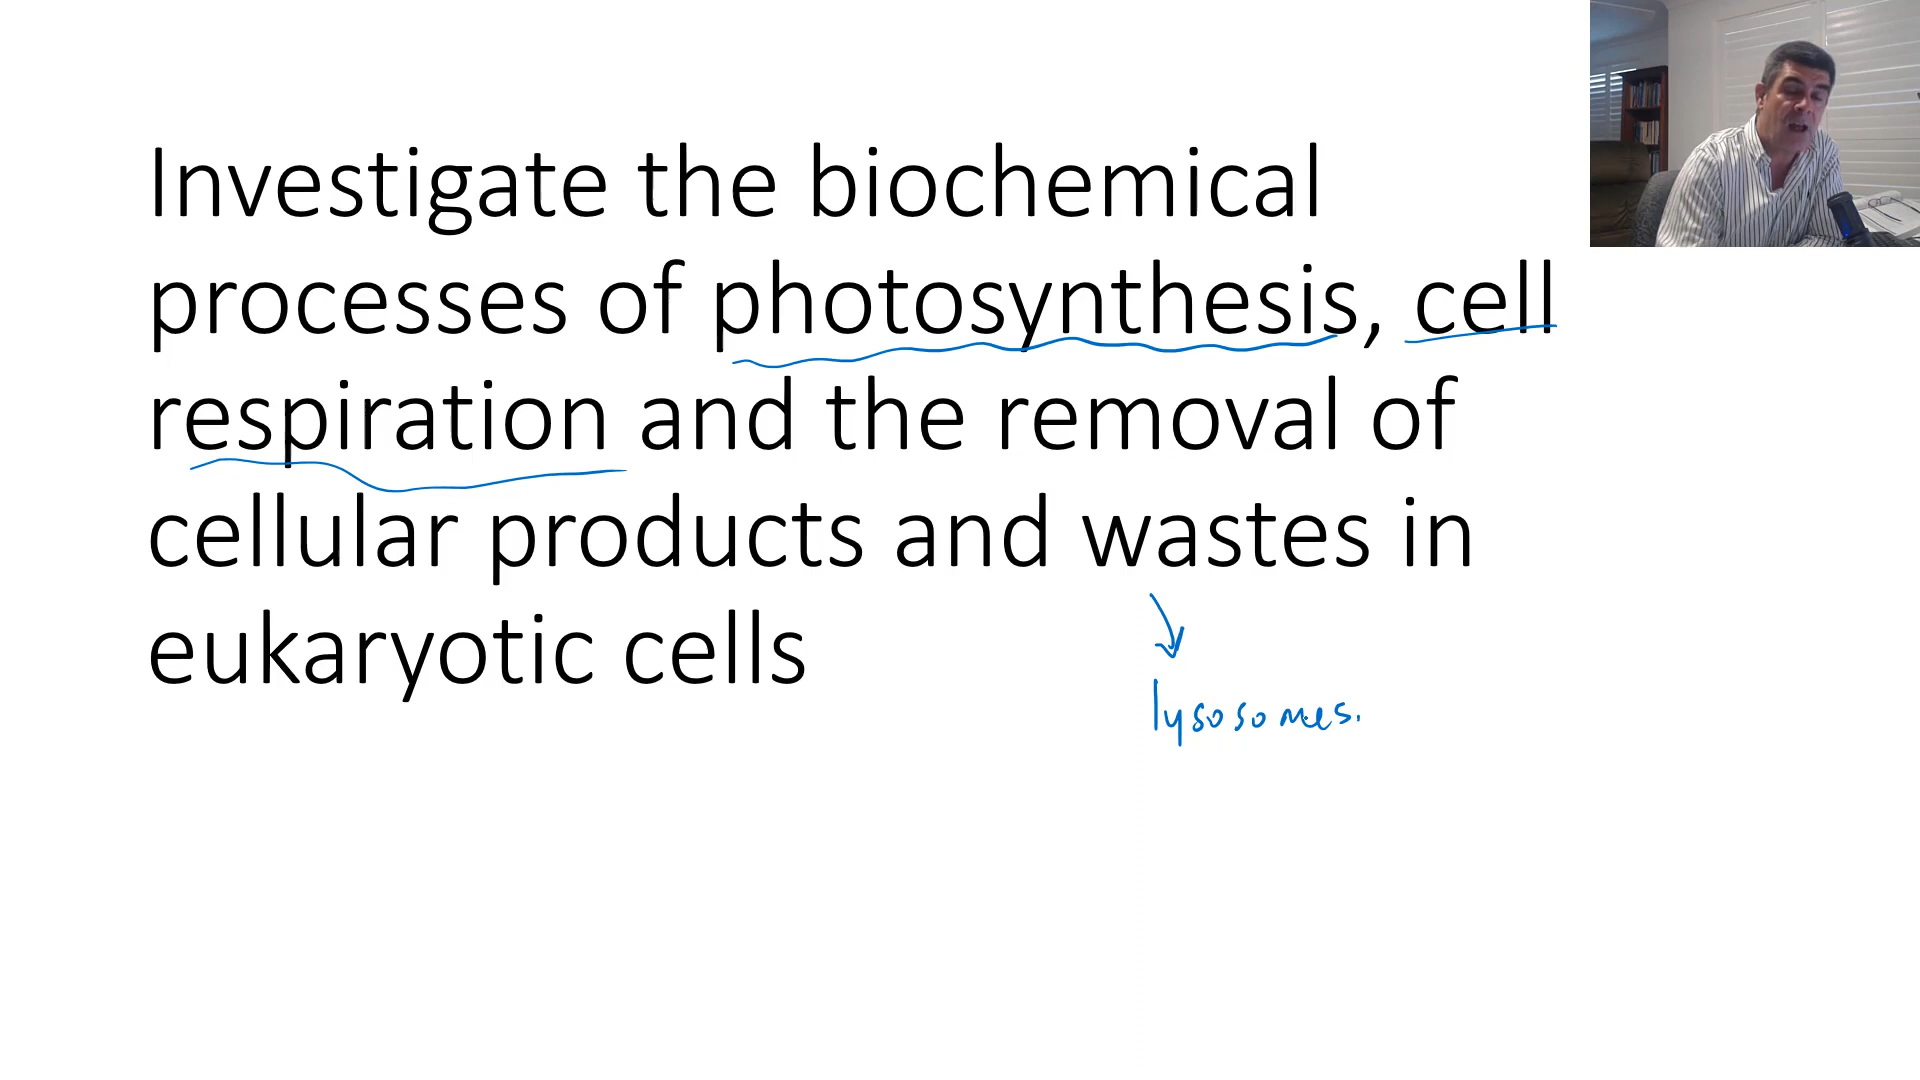 Investigate the biochemical
processes of photosynthesis, cell
respiration and the removal of
cellular products and wastes in
eukaryotic cells
lysosomes.